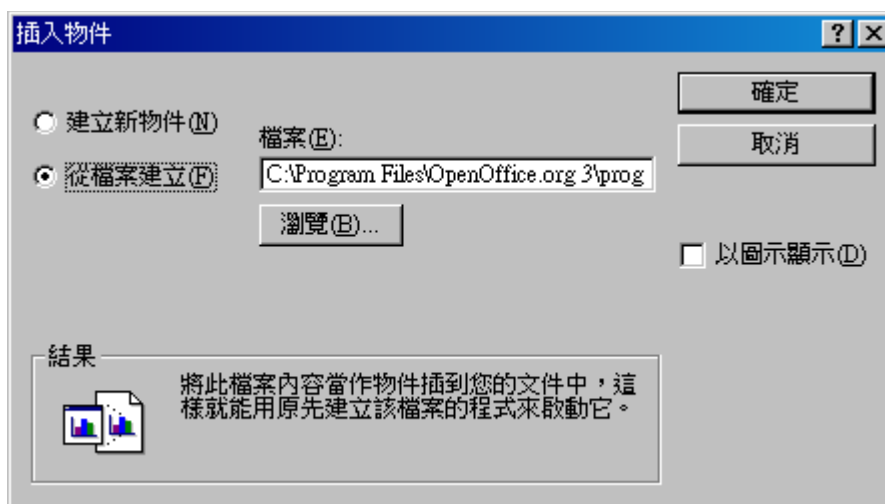 插入物件
建立新物件(N)
從檔案建立(F)
檔案(E):
C:\Program Files\OpenOffice.org 3\prog
瀏覽(B)...
確定
取消
以圖示顯示(D)
結果
將此檔案內容當作物件插到您的文件中，這
樣就能用原先建立該檔案的程式來啟動它。